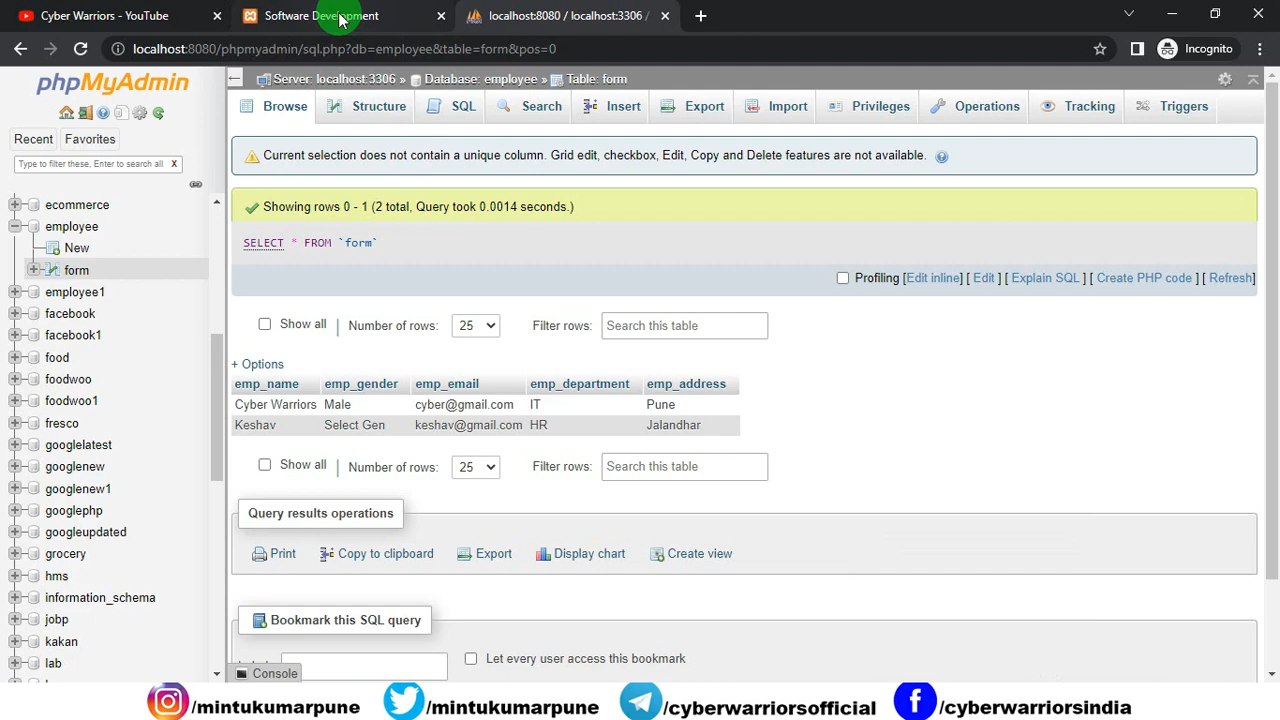 Cyber Warriors - YouTube
Software Development
localhost:8080 / localhost:3306 /
localhost:8080/phpmyadmin/sql.php?db=employee&table=form&pos=0
Incognito
phpMyAdmin
Server: localhost:3306 » Database: employee » Table: form
Browse Structure SQL Search Insert Export Import Privileges Operations Tracking Triggers
Recent Favorites
Type to filter these, Enter to search all X
ecommerce
employee
New
form
employee1
facebook
facebook1
food
foodwoo
foodwoo1
fresco
googlelatest
googlenew
googlenew1
googlephp
googleupdated
grocery
hms
information_schema
jobp
kakan
lab
Current selection does not contain a unique column. Grid edit, checkbox, Edit, Copy and Delete features are not available.
Showing rows 0 - 1 (2 total, Query took 0.0014 seconds.)
SELECT * FROM `form`
Profiling [Edit inline] [ Edit ] [ Explain SQL ] [ Create PHP code ] [ Refresh]
Show all | Number of rows: 25 Filter rows: Search this table
+ Options
emp_name emp_gender emp_email emp_department emp_address
Cyber Warriors Male cyber@gmail.com IT Pune
Keshav Select Gen keshav@gmail.com HR Jalandhar
Show all | Number of rows: 25 Filter rows: Search this table
Query results operations
Print Copy to clipboard Export Display chart Create view
Bookmark this SQL query
Let every user access this bookmark
Console
/mintukumarpune /mintukumarpune /cyberwarriorsofficial /cyberwarriorsindia